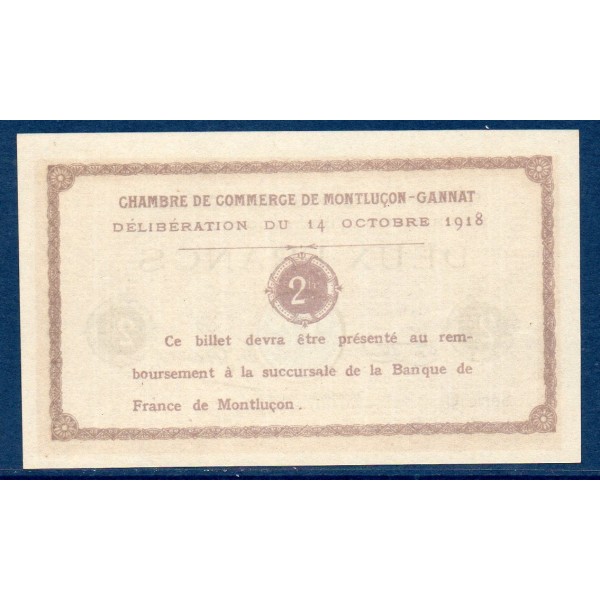 CHAMBRE DE COMMERCE DE MONTLUÇON-GANNAT
DÉLIBÉRATION DU 14 OCTOBRE 1918
2fr
Ce billet devra être présenté au rem-
boursement à la succursale de la Banque de
France de Montluçon.